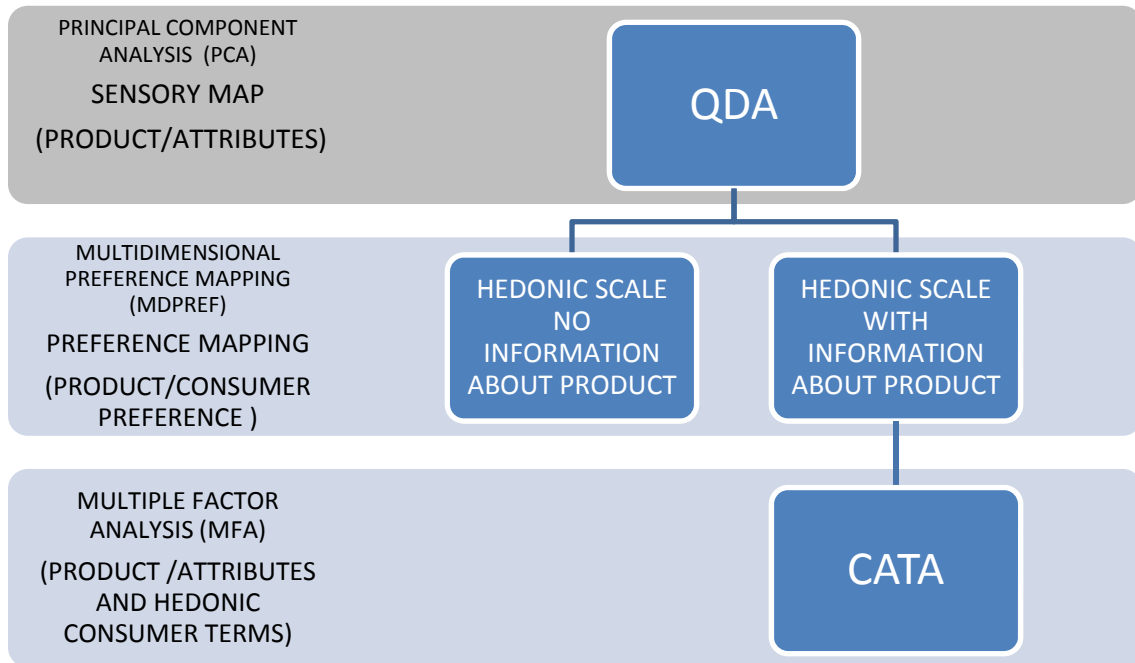 PRINCIPAL COMPONENT
ANALYSIS (PCA)
SENSORY MAP
(PRODUCT/ATTRIBUTES)
QDA
MULTIDIMENSIONAL
PREFERENCE MAPPING
(MDPREF)
PREFERENCE MAPPING
(PRODUCT/CONSUMER
PREFERENCE )
HEDONIC SCALE
NO
INFORMATION
ABOUT PRODUCT
HEDONIC SCALE
WITH
INFORMATION
ABOUT PRODUCT
MULTIPLE FACTOR
ANALYSIS (MFA)
(PRODUCT /ATTRIBUTES
AND HEDONIC
CONSUMER TERMS)
CATA